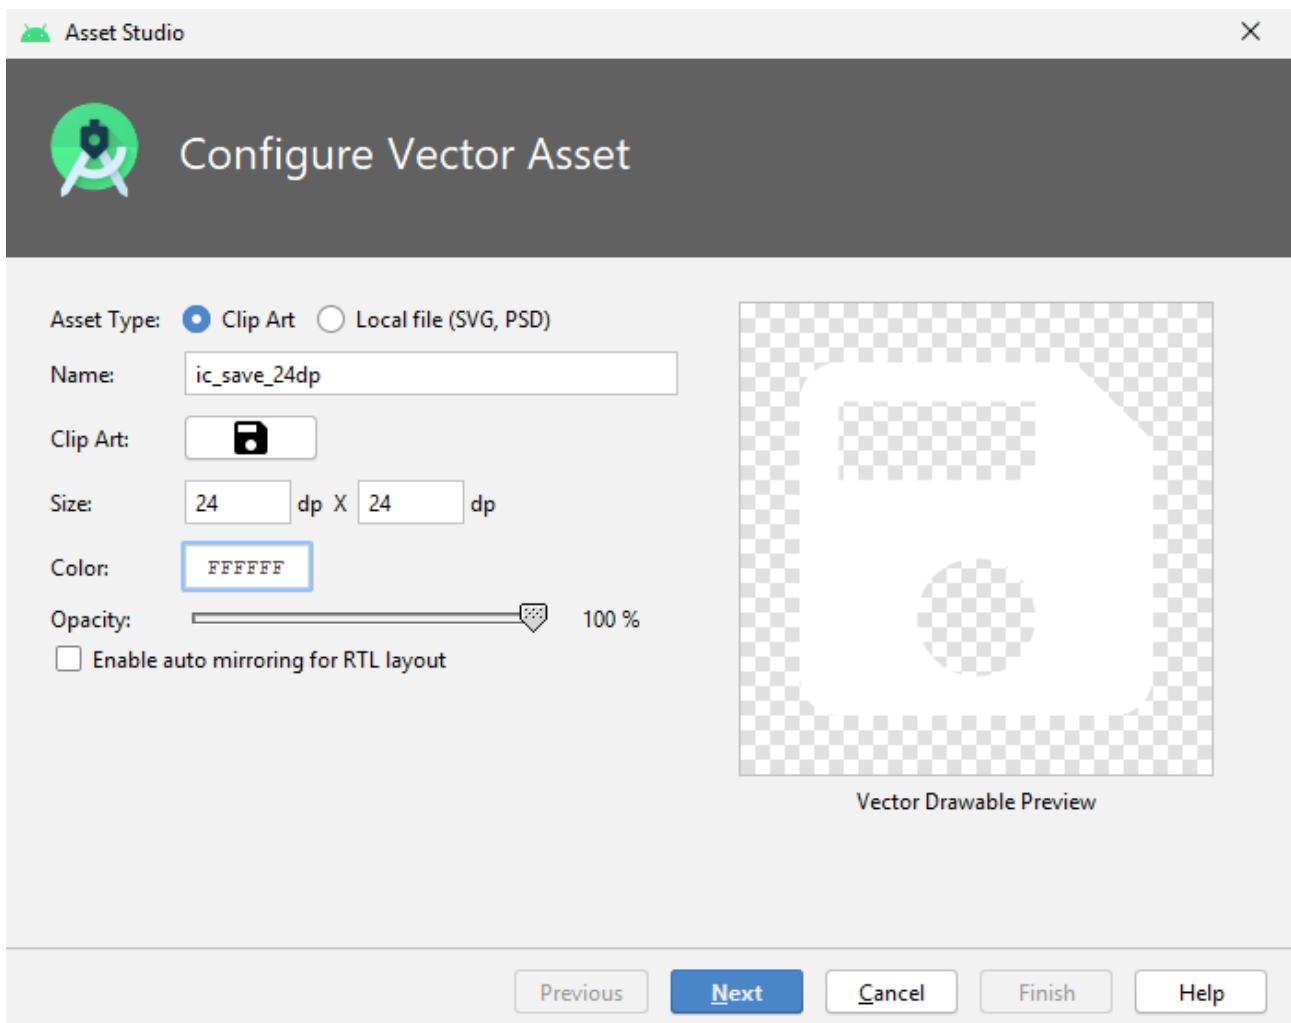 Asset Studio
Configure Vector Asset
Asset Type: Clip Art Local file (SVG, PSD)
Name: ic_save_24dp
Clip Art:
Size: 24 dp X 24 dp
Color: FFFFFF
Opacity: 100 %
Enable auto mirroring for RTL layout
Vector Drawable Preview
Previous Next Cancel Finish Help